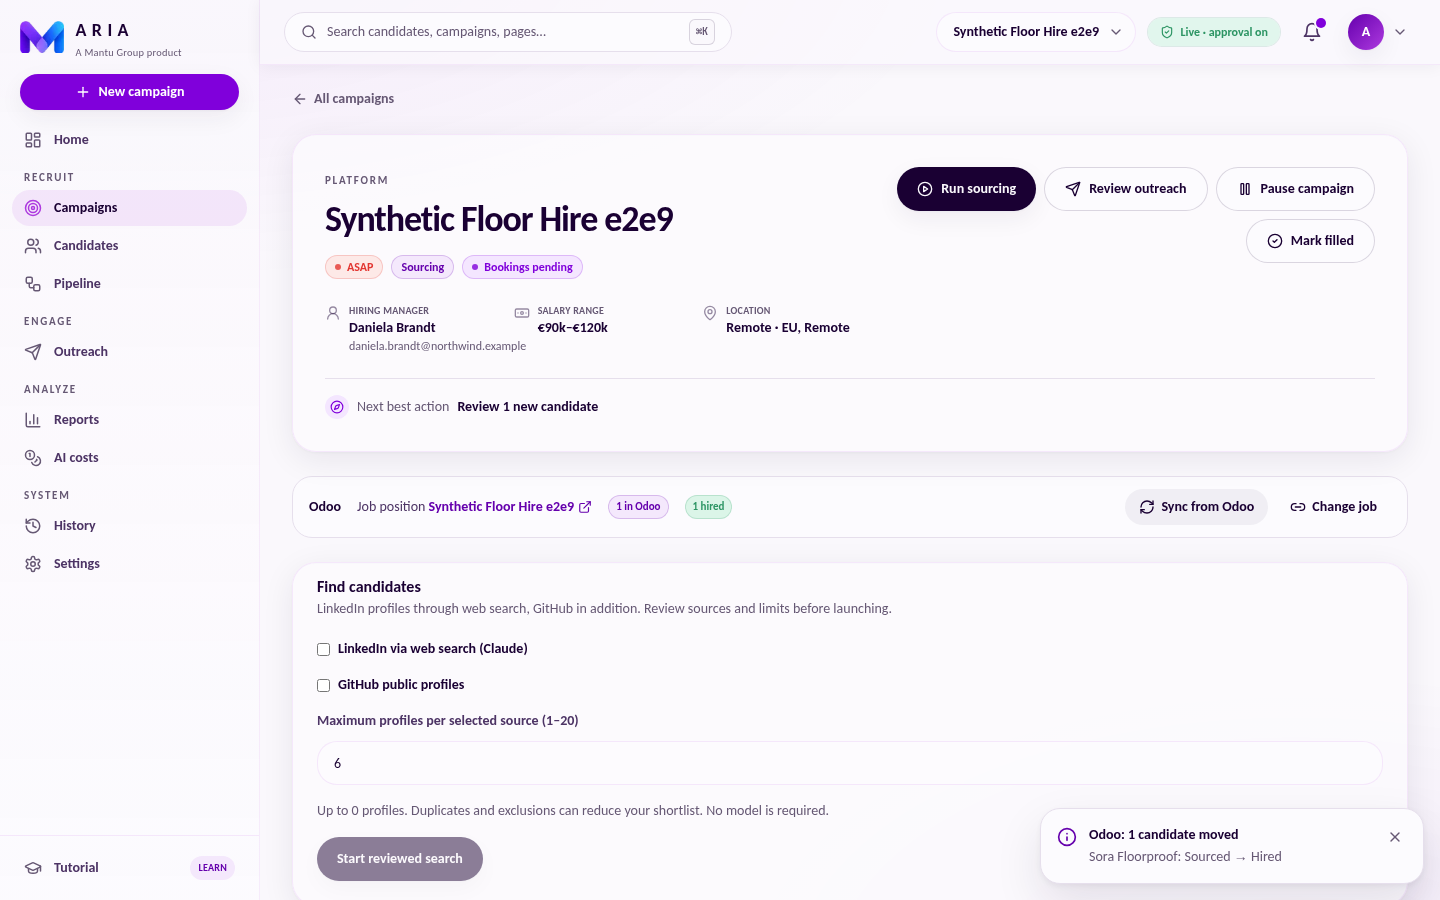 ARIA
A Mantu Group product
New campaign
Home
RECRUIT
Campaigns
Candidates
Pipeline
ENGAGE
Outreach
ANALYZE
Reports
AI costs
SYSTEM
History
Settings
Tutorial
LEARN
Search candidates, campaigns, pages...
⌘K
Synthetic Floor Hire e2e9
Live · approval on
A
All campaigns
PLATFORM
Synthetic Floor Hire e2e9
ASAP
Sourcing
Bookings pending
Run sourcing
Review outreach
Pause campaign
Mark filled
HIRING MANAGER
Daniela Brandt
daniela.brandt@northwind.example
SALARY RANGE
€90k–€120k
LOCATION
Remote · EU, Remote
Next best action Review 1 new candidate
Odoo Job position Synthetic Floor Hire e2e9 1 in Odoo 1 hired
Sync from Odoo
Change job
Find candidates
LinkedIn profiles through web search, GitHub in addition. Review sources and limits before launching.
LinkedIn via web search (Claude)
GitHub public profiles
Maximum profiles per selected source (1–20)
6
Up to 0 profiles. Duplicates and exclusions can reduce your shortlist. No model is required.
Start reviewed search
Odoo: 1 candidate moved
Sora Floorproof: Sourced → Hired